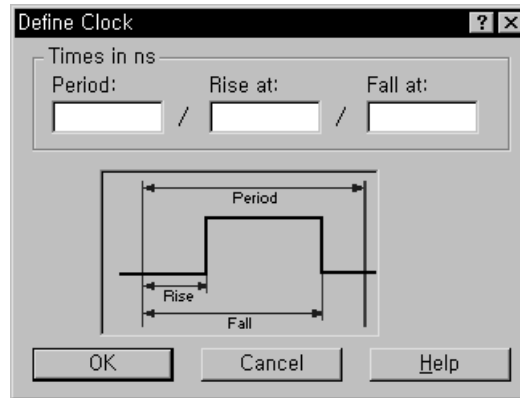 Define Clock
? ×
Times in ns
Period: Rise at: Fall at:
/ /
Period
Rise
Fall
OK Cancel Help